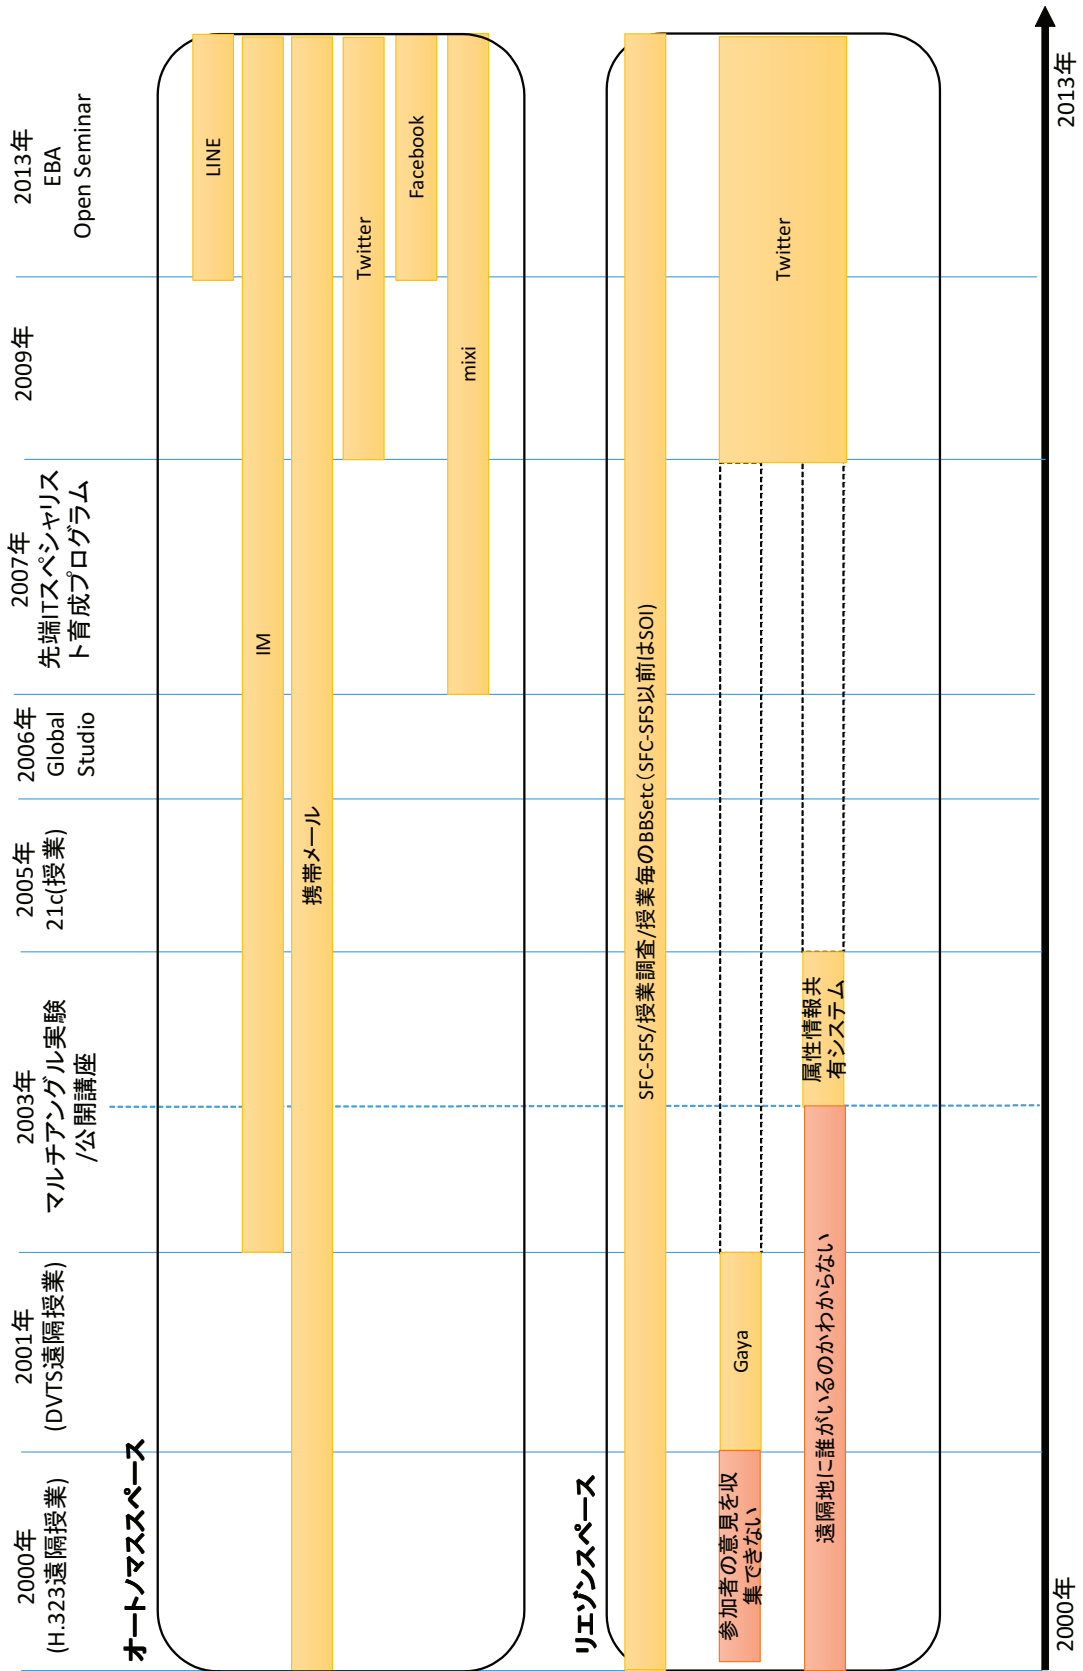 2000年
(H.323遠隔授業)
2001年
(DVTS遠隔授業)
2003年
マルチアングル実験
/公開講座
2005年
21c(授業)
2006年
Global
Studio
2007年
先端ITスペシャリス
ト育成プログラム
2009年
2013年
EBA
Open Seminar
オートノマススペース
LINE
IM
携帯メール
Twitter
Facebook
mixi
リエゾンスペース
SFC-SFS/授業調査/授業毎のBBSetc(SFC-SFS以前はSOI)
参加者の意見を収
集できない
Gaya
Twitter
遠隔地に誰がいるのかわからない
属性情報共
有システム
2000年
2013年